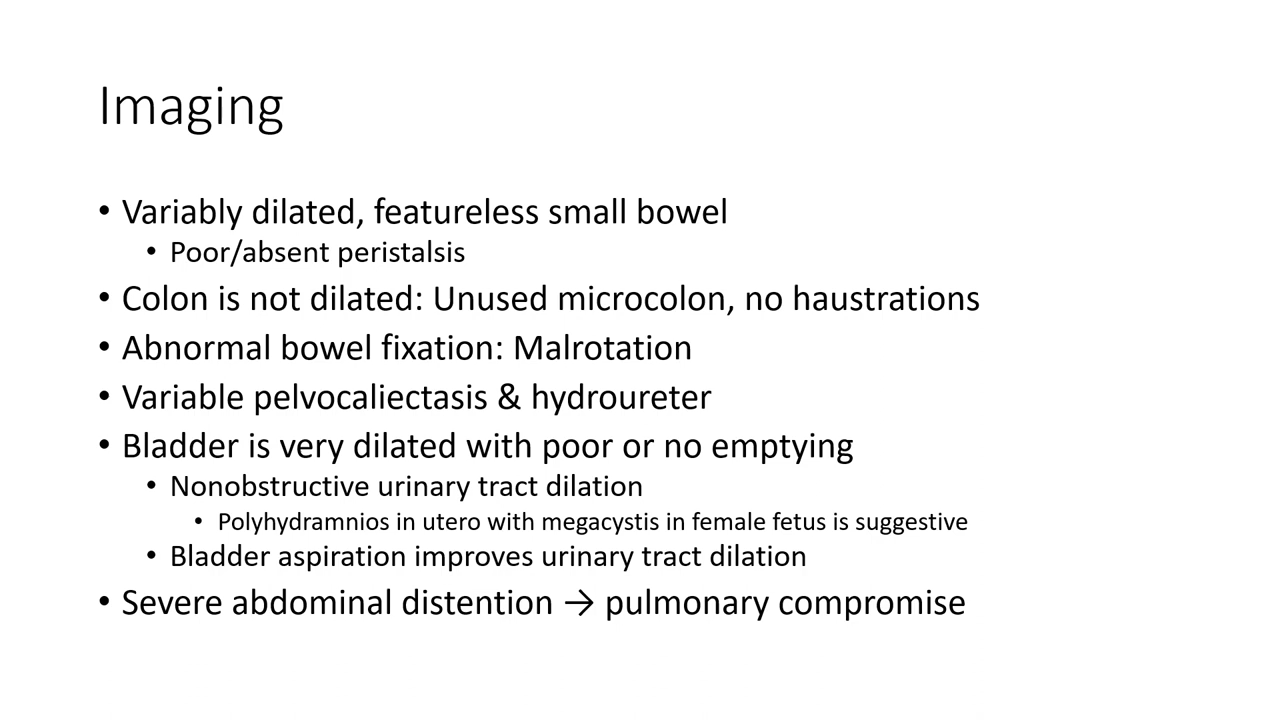 Imaging
• Variably dilated, featureless small bowel
• Poor/absent peristalsis
• Colon is not dilated: Unused microcolon, no haustrations
• Abnormal bowel fixation: Malrotation
• Variable pelvocaliectasis & hydroureter
• Bladder is very dilated with poor or no emptying
• Nonobstructive urinary tract dilation
• Polyhydramnios in utero with megacystis in female fetus is suggestive
• Bladder aspiration improves urinary tract dilation
• Severe abdominal distention → pulmonary compromise